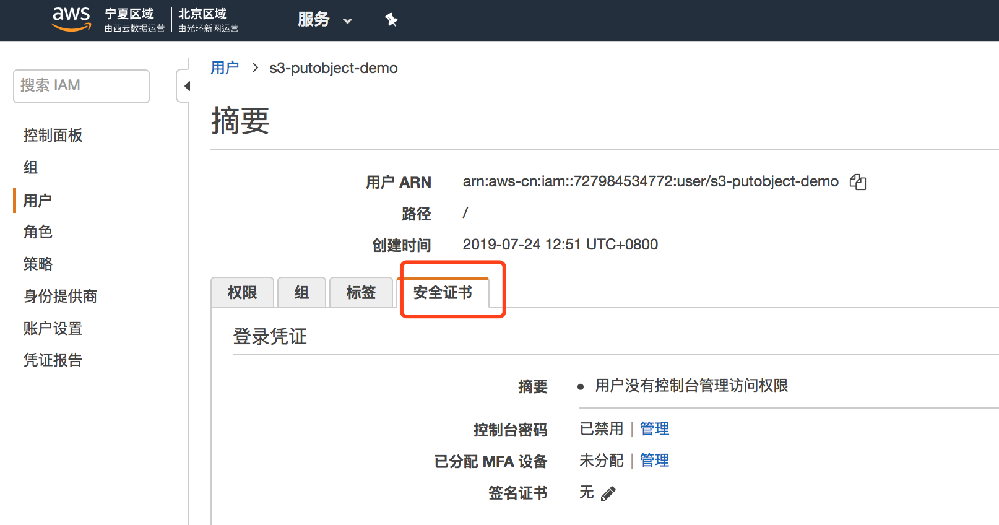 aws 宁夏区域 北京区域 服务
由西云数据运营 由光环新网运营
搜索 IAM
控制面板
组
用户
角色
策略
身份提供商
账户设置
凭证报告
用户 > s3-putobject-demo
摘要
用户 ARN arn:aws-cn:iam::727984534772:user/s3-putobject-demo
路径 /
创建时间 2019-07-24 12:51 UTC+0800
权限 组 标签 安全证书
登录凭证
摘要 • 用户没有控制台管理访问权限
控制台密码 已禁用 | 管理
已分配 MFA 设备 未分配 | 管理
签名证书 无